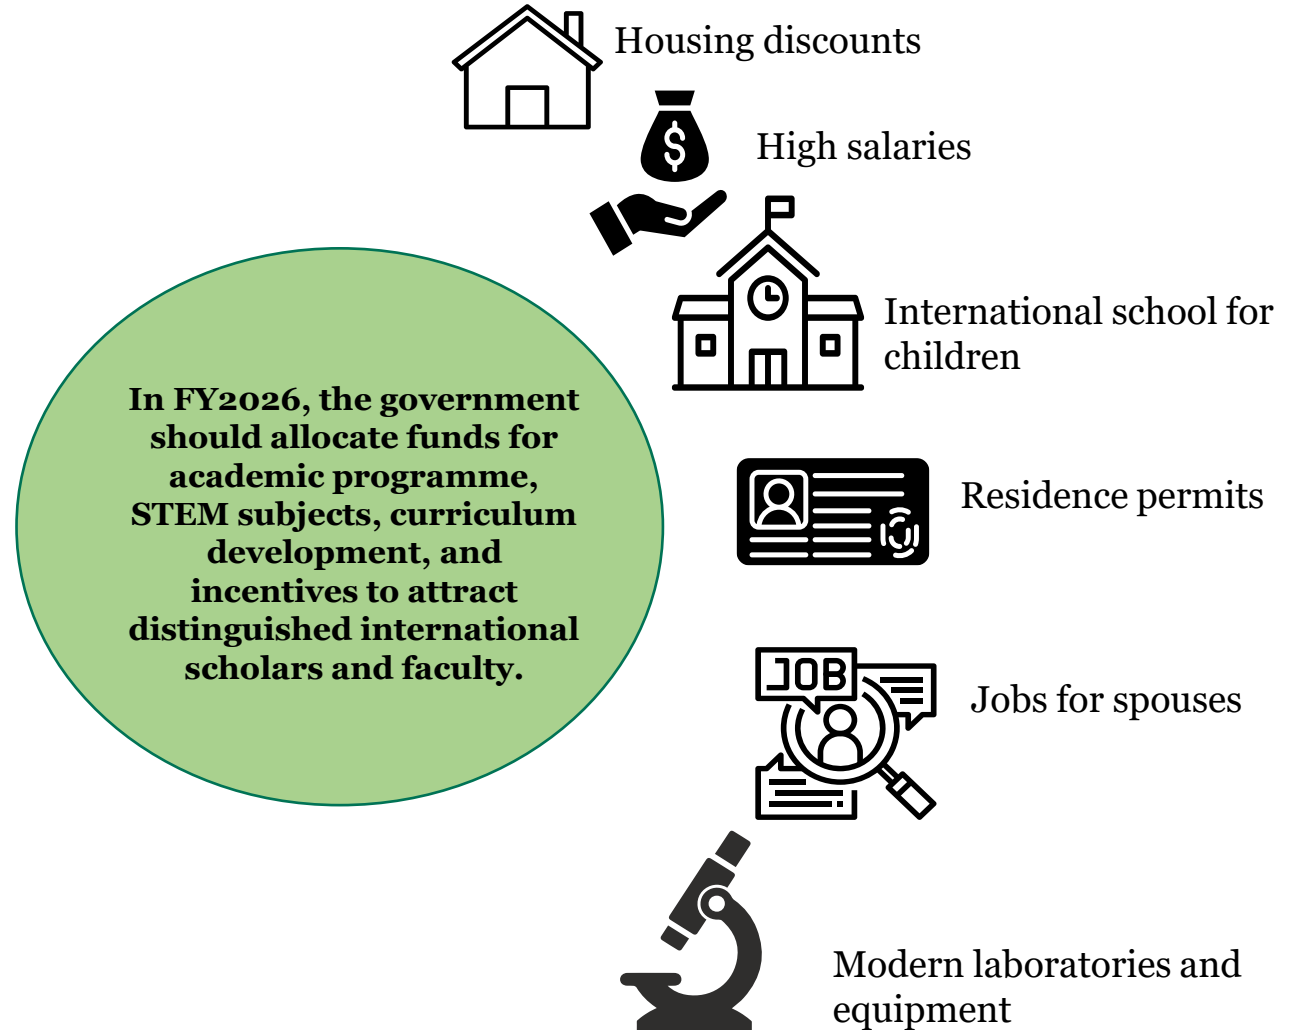 Housing discounts
$
High salaries
International school for
children
In FY2026, the government
should allocate funds for
academic programme,
STEM subjects, curriculum
development, and
incentives to attract
distinguished international
scholars and faculty.
Residence permits
JOB
Jobs for spouses
Modern laboratories and
equipment